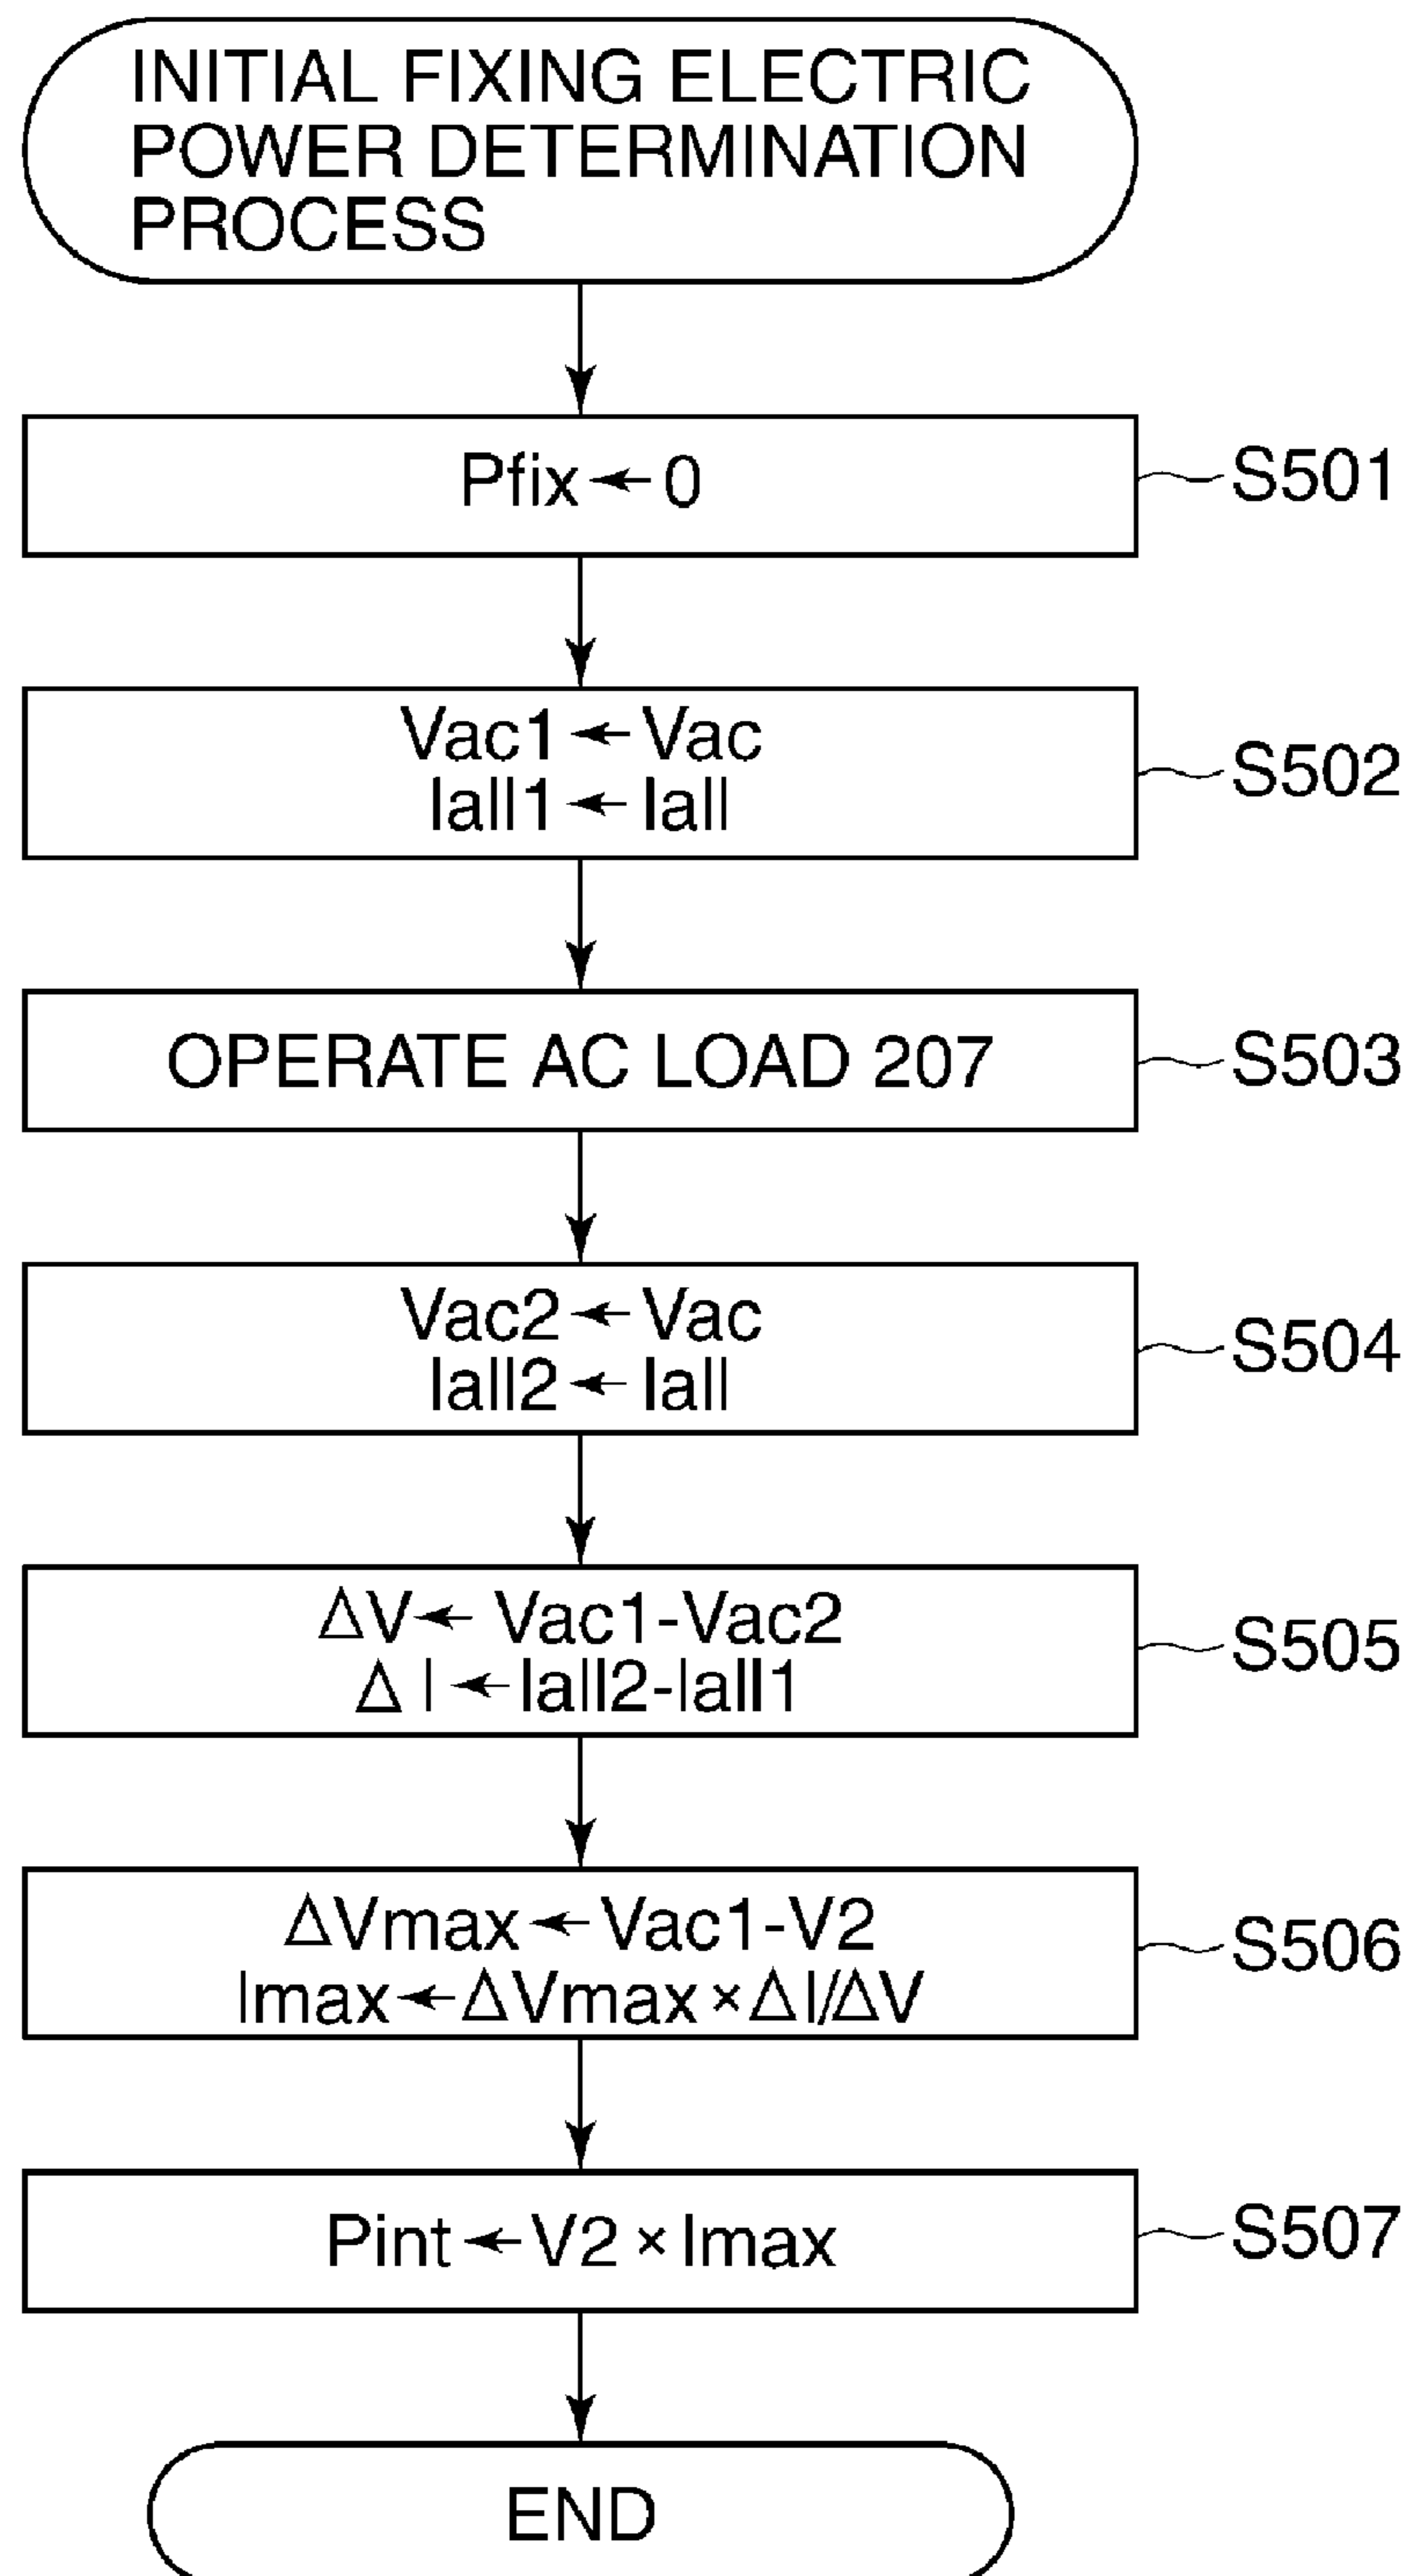 INITIAL FIXING ELECTRIC
POWER DETERMINATION
PROCESS
Pfix←0
S501
Vac1←Vac
Iall1←Iall
S502
OPERATE AC LOAD 207
S503
Vac2←Vac
Iall2←Iall
S504
ΔV← Vac1-Vac2
Δ I ←Iall2-Iall1
S505
ΔVmax←Vac1-V2
Imax←ΔVmax×ΔI/ΔV
S506
Pint←V2×Imax
S507
END